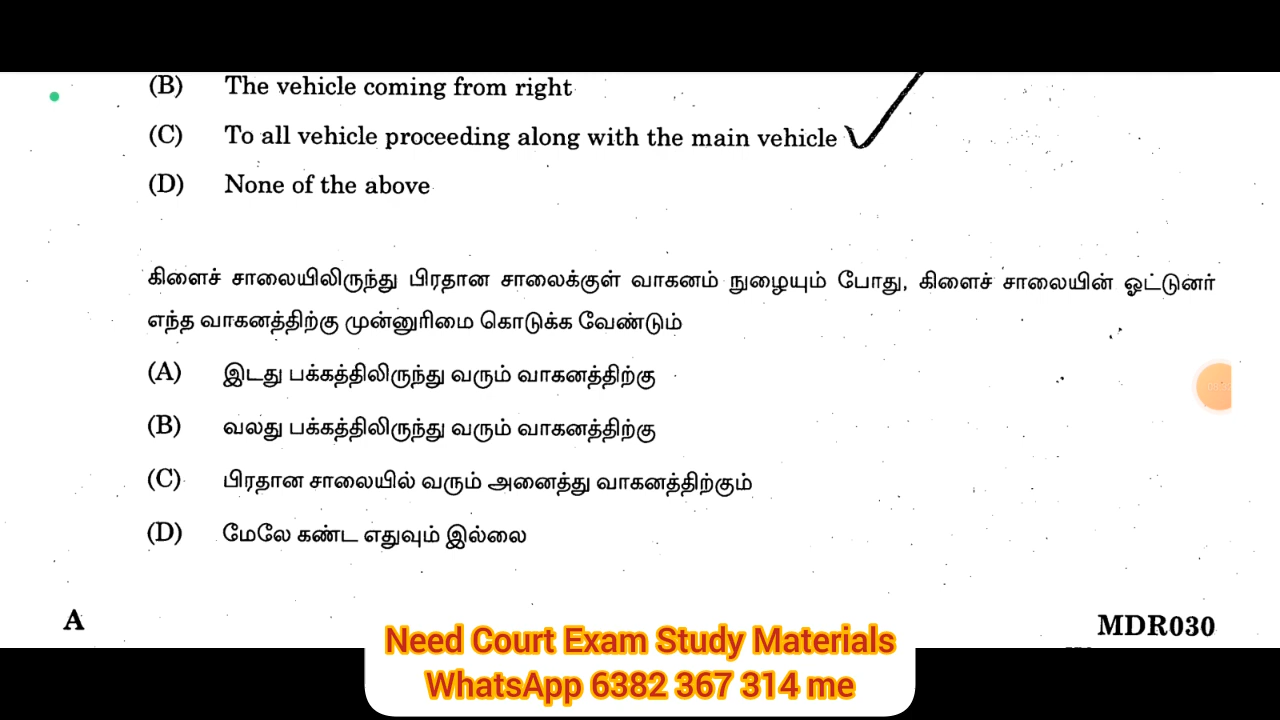 (B) The vehicle coming from right
(C) To all vehicle proceeding along with the main vehicle
(D) None of the above
கிளைச் சாலையிலிருந்து பிரதான சாலைக்குள் வாகனம் நுழையும் போது, கிளைச் சாலையின் ஓட்டுனர்
எந்த வாகனத்திற்கு முன்னுரிமை கொடுக்க வேண்டும்
(A) இடது பக்கத்திலிருந்து வரும் வாகனத்திற்கு
(B) வலது பக்கத்திலிருந்து வரும் வாகனத்திற்கு
(C) பிரதான சாலையில் வரும் அனைத்து வாகனத்திற்கும்
(D) மேலே கண்ட எதுவும் இல்லை
A MDR030
Need Court Exam Study Materials
WhatsApp 6382 367 314 me